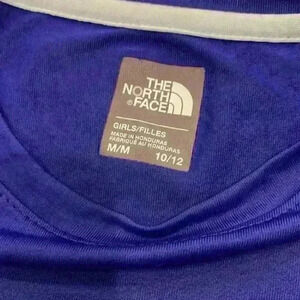 THE
NORTH
FACE
GIRLS/FILLES
MADE IN HONDURAS
FABRIQUÉ AU HONDURAS
M/M 10/12